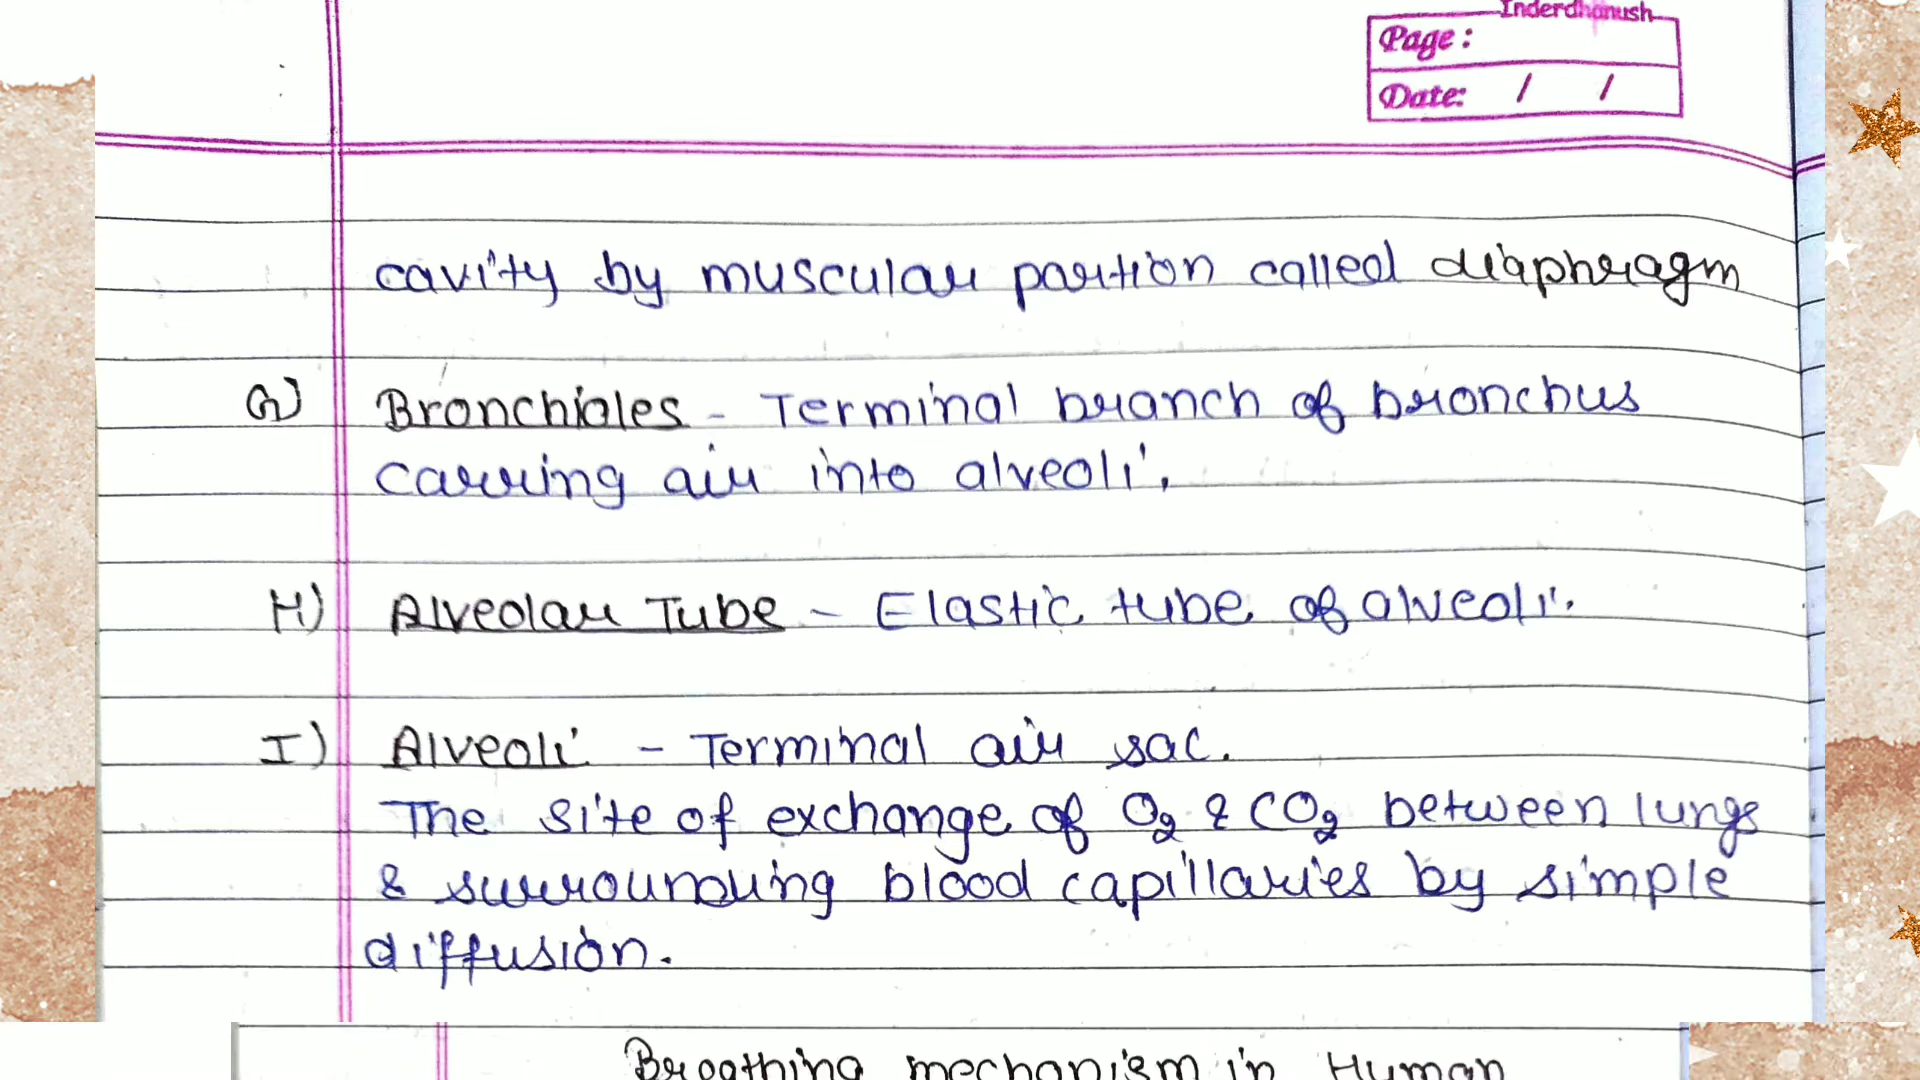 Inderdhanush
Page :
Date: / /
cavity by muscular partion called diaphragm
G) Bronchioles - Terminal branch of bronchus
carring air into alveoli.
H) Alveolar Tube - Elastic tube of alveoli.
I) Alveoli - Terminal air sac.
The site of exchange of O2 & CO2 between lungs
& surrounding blood capillaries by simple
diffusion.
Breathing mechanism in Human